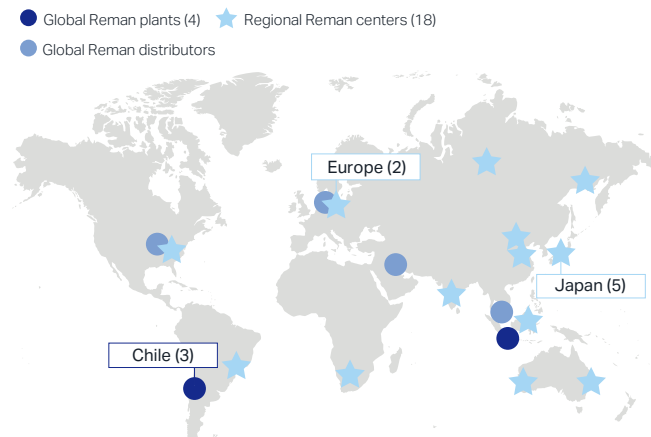 Global Reman plants (4) Regional Reman centers (18)
Global Reman distributors
Europe (2)
Japan (5)
Chile (3)